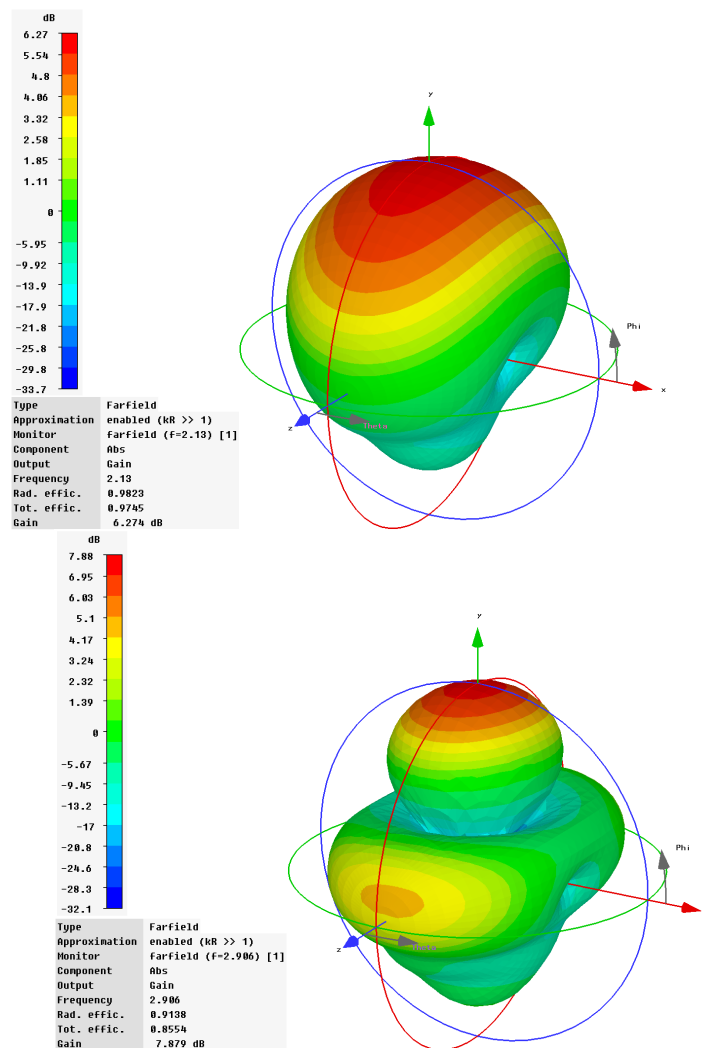 dB
6.27
5.54
4.8
4.06
3.32
2.58
1.85
1.11
0
-5.95
-9.92
-13.9
-17.9
-21.8
-25.8
-29.8
-33.7
y
Phi
x
z
Theta
Type Farfield
Approximation enabled (kR >> 1)
Monitor farfield (f=2.13) [1]
Component Abs
Output Gain
Frequency 2.13
Rad. effic. 0.9823
Tot. effic. 0.9745
Gain 6.274 dB
dB
7.88
6.95
6.03
5.1
4.17
3.24
2.32
1.39
0
-5.67
-9.45
-13.2
-17
-20.8
-24.6
-28.3
-32.1
y
Phi
z
Theta
Type Farfield
Approximation enabled (kR >> 1)
Monitor farfield (f=2.906) [1]
Component Abs
Output Gain
Frequency 2.906
Rad. effic. 0.9138
Tot. effic. 0.8554
Gain 7.879 dB